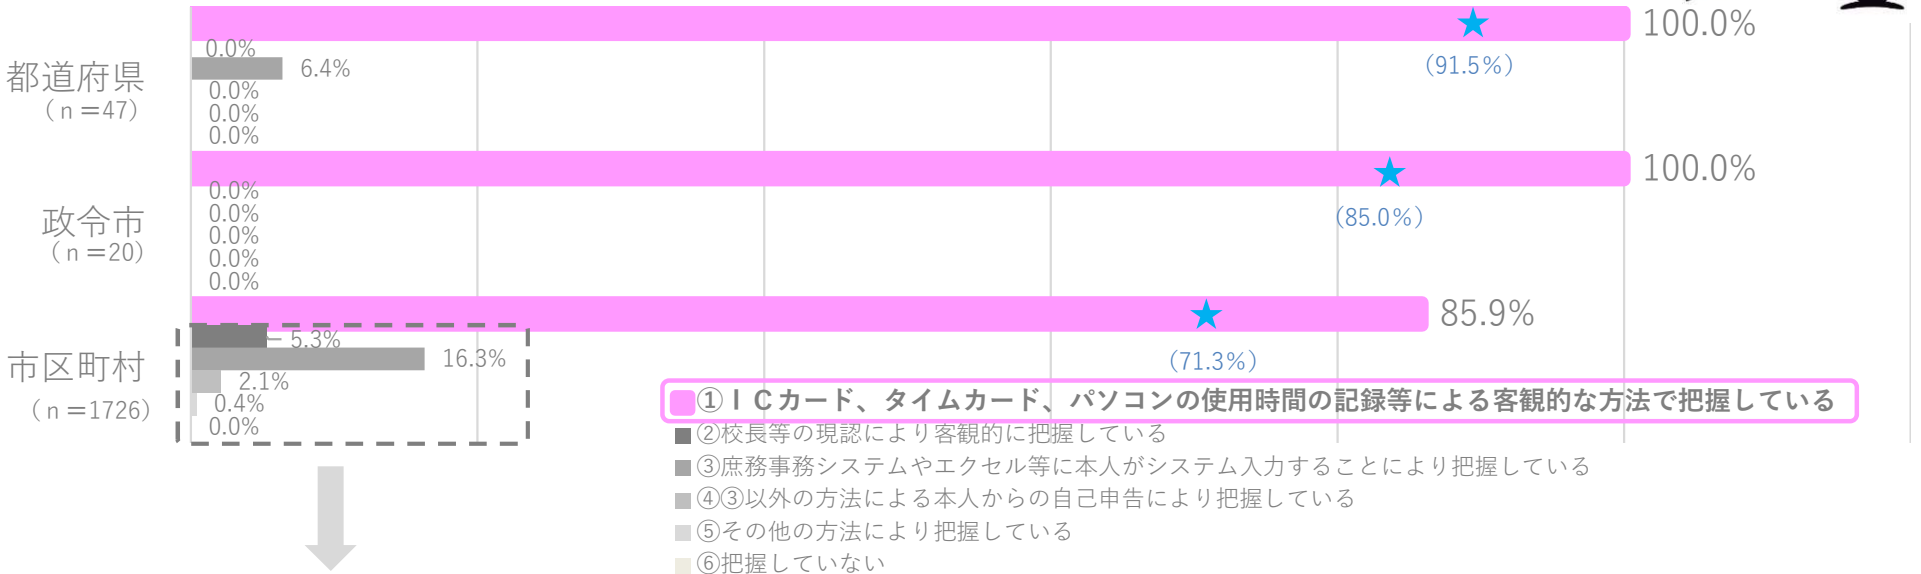 100.0%
0.0%
6.4%
(91.5%)
都道府県
(n=47)
0.0%
0.0%
0.0%
100.0%
0.0%
0.0%
(85.0%)
政令市
(n=20)
0.0%
0.0%
0.0%
85.9%
5.3%
16.3%
(71.3%)
市区町村
(n=1726)
2.1%
0.4%
0.0%
①ICカード、タイムカード、パソコンの使用時間の記録等による客観的な方法で把握している
②校長等の現認により客観的に把握している
③庶務事務システムやエクセル等に本人がシステム入力することにより把握している
④③以外の方法による本人からの自己申告により把握している
⑤その他の方法により把握している
⑥把握していない